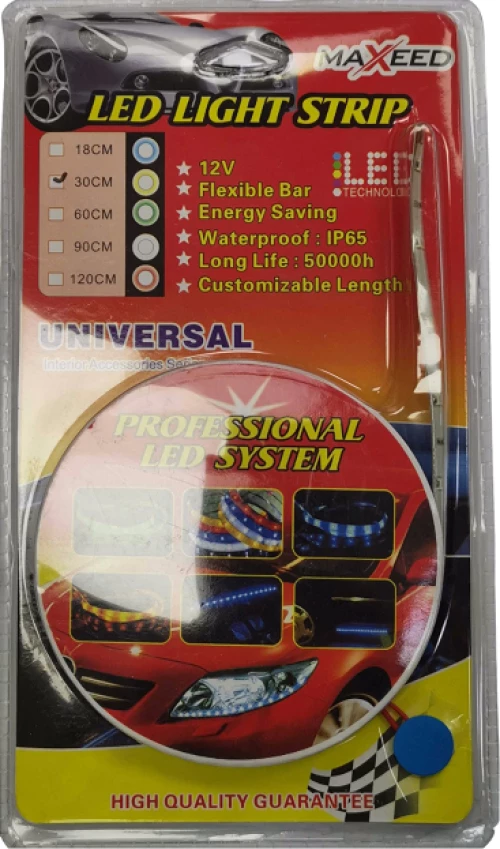 MAXEED
LED LIGHT STRIP
18CM
30CM
60CM
90CM
120CM
12V
Flexible Bar
Energy Saving
Waterproof : IP65
Long Life : 50000h
Customizable Length
LED
TECHNOLOG
UNIVERSAL
Interior Accessories
PROFESSIONAL
LED SYSTEM
HIGH QUALITY GUARANTEE